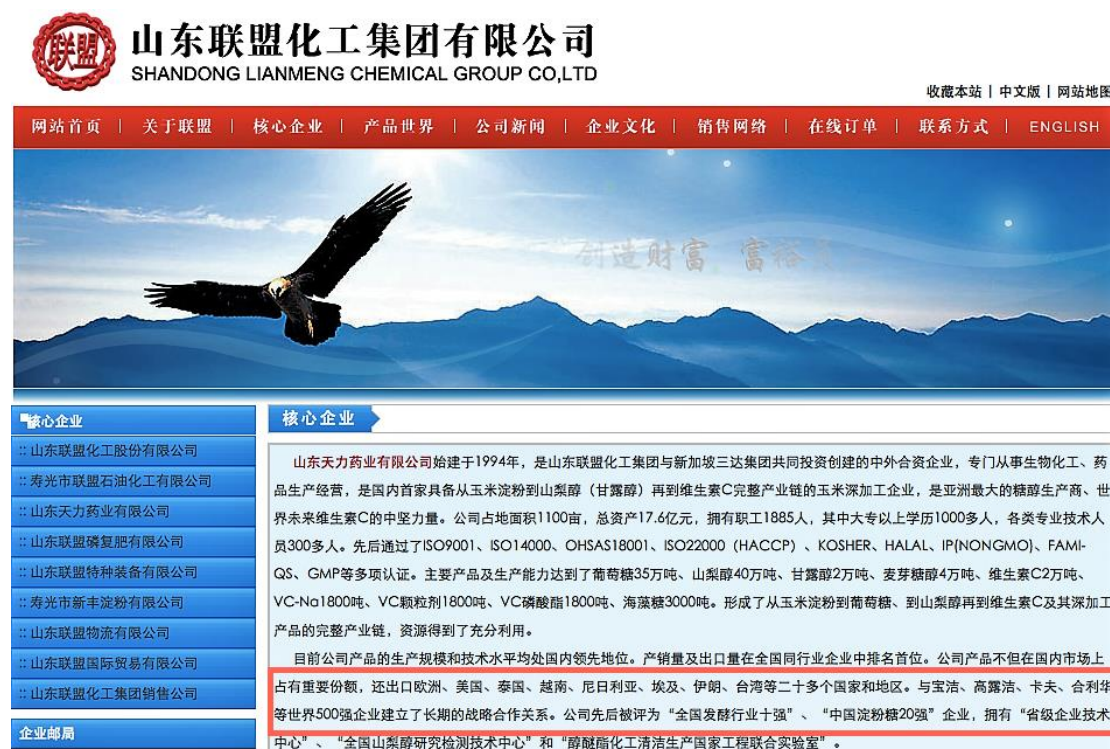 联盟
山东联盟化工集团有限公司
SHANDONG LIANMENG CHEMICAL GROUP CO,LTD
收藏本站 | 中文版 | 网站地图
网站首页 | 关于联盟 | 核心企业 | 产品世界 | 公司新闻 | 企业文化 | 销售网络 | 在线订单 | 联系方式 | ENGLISH
创造财富 富裕
核心企业
:: 山东联盟化工股份有限公司
:: 寿光市联盟石油化工有限公司
:: 山东天力药业有限公司
:: 山东联盟磷复肥有限公司
:: 山东联盟特种装备有限公司
:: 寿光市新丰淀粉有限公司
:: 山东联盟物流有限公司
:: 山东联盟国际贸易有限公司
:: 山东联盟化工集团销售公司
企业邮局
核心企业
山东天力药业有限公司始建于1994年，是山东联盟化工集团与新加坡三达集团共同投资创建的中外合资企业，专门从事生物化工、药
品生产经营，是国内首家具备从玉米淀粉到山梨醇（甘露醇）再到维生素C完整产业链的玉米深加工企业，是亚洲最大的糖醇生产商、世
界未来维生素C的中坚力量。公司占地面积1100亩，总资产17.6亿元，拥有职工1885人，其中大专以上学历1000多人，各类专业技术人
员300多人。先后通过了ISO9001、ISO14000、OHSAS18001、ISO22000（HACCP）、KOSHER、HALAL、IP(NONGMO)、FAMI-
QS、GMP等多项认证。主要产品及生产能力达到了葡萄糖35万吨、山梨醇40万吨、甘露醇2万吨、麦芽糖醇4万吨、维生素C2万吨、
VC-Na1800吨、VC颗粒剂1800吨、VC磷酸酯1800吨、海藻糖3000吨。形成了从玉米淀粉到葡萄糖、到山梨醇再到维生素C及其深加工
产品的完整产业链，资源得到了充分利用。
目前公司产品的生产规模和技术水平均处国内领先地位。产销量及出口量在全国同行业企业中排名首位。公司产品不但在国内市场上
占有重要份额，还出口欧洲、美国、泰国、越南、尼日利亚、埃及、伊朗、台湾等二十多个国家和地区。与宝洁、高露洁、卡夫、合利华
等世界500强企业建立了长期的战略合作关系。公司先后被评为“全国发酵行业十强”、“中国淀粉糖20强”企业，拥有“省级企业技术
中心”、“全国山梨醇研究检测技术中心”和“醇醚酯化工清洁生产国家工程联合实验室”。